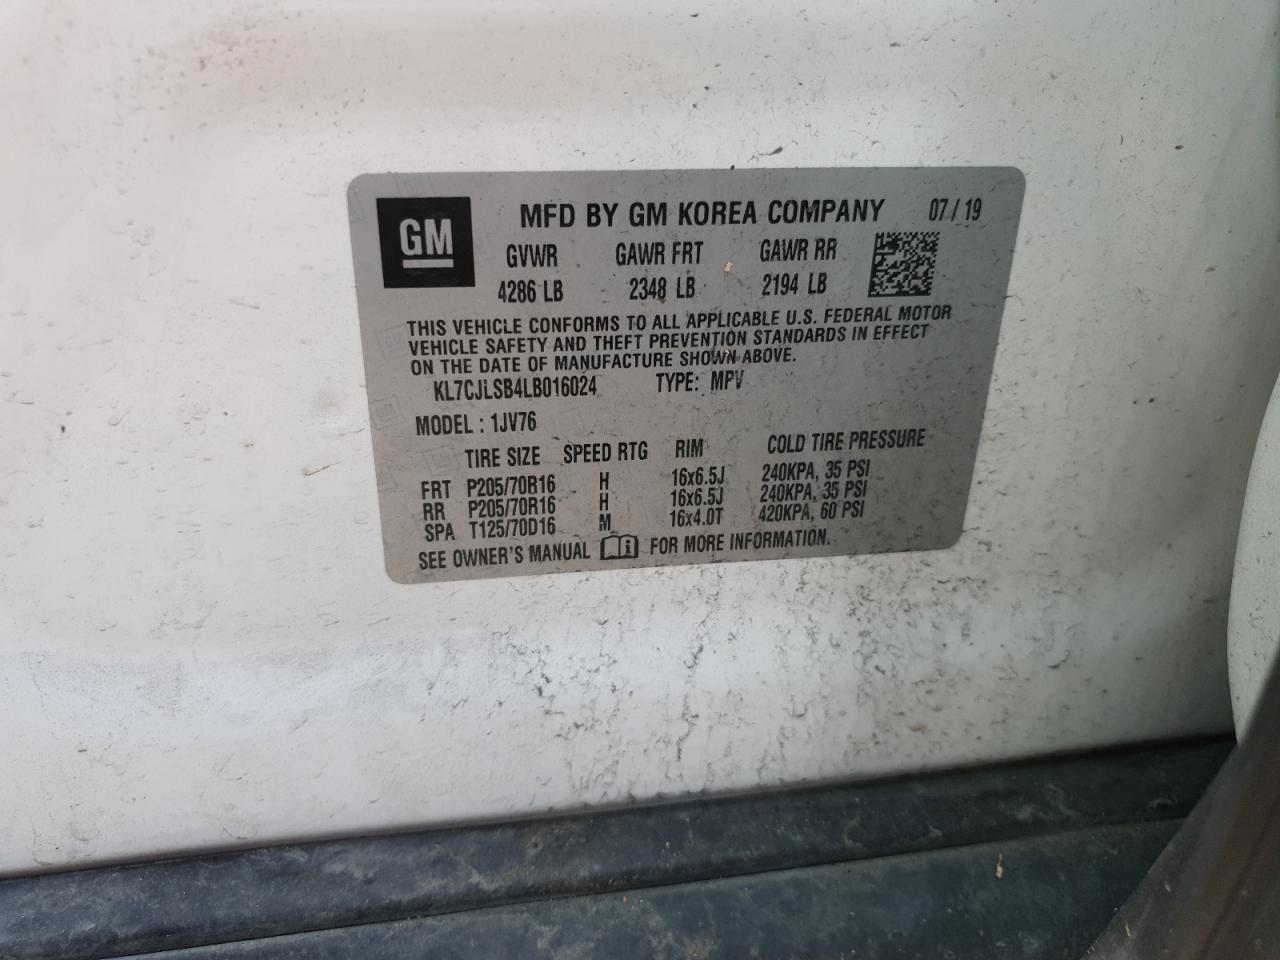 GM
MFD BY GM KOREA COMPANY 07/19
GVWR GAWR FRT GAWR RR
4286 LB 2348 LB 2194 LB
THIS VEHICLE CONFORMS TO ALL APPLICABLE U.S. FEDERAL MOTOR
VEHICLE SAFETY AND THEFT PREVENTION STANDARDS IN EFFECT
ON THE DATE OF MANUFACTURE SHOWN ABOVE.
KL7CJLSB4LB016024 TYPE: MPV
MODEL : 1JV76
TIRE SIZE SPEED RTG RIM COLD TIRE PRESSURE
FRT P205/70R16 H 16x6.5J 240KPA, 35 PSI
RR P205/70R16 H 16x6.5J 240KPA, 35 PSI
SPA T125/70D16 M 16x4.0T 420KPA, 60 PSI
SEE OWNER'S MANUAL FOR MORE INFORMATION.